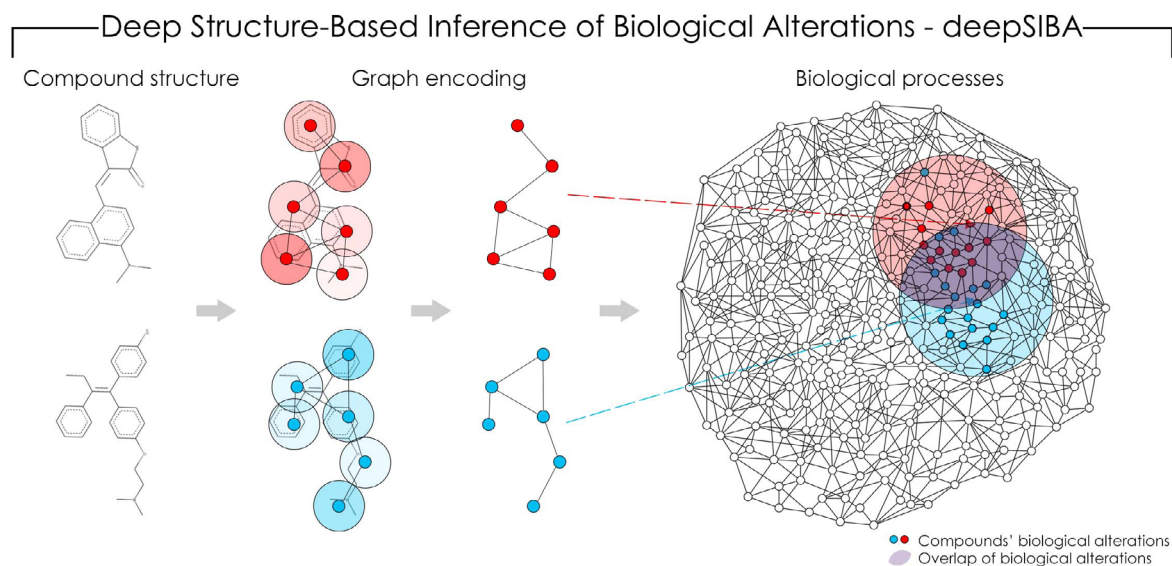 Deep Structure-Based Inference of Biological Alterations - deepSIBA
Compound structure
Graph encoding
Biological processes
Compounds' biological alterations
Overlap of biological alterations